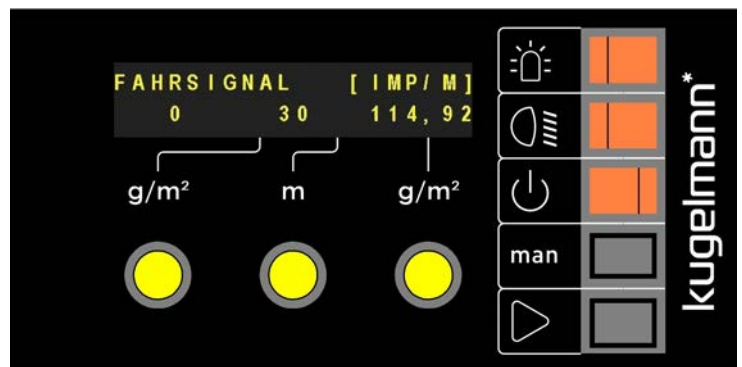 FAHRSIGNAL [IMP/M]
0 30 114,92
g/m² m g/m²
man
kugelmann*